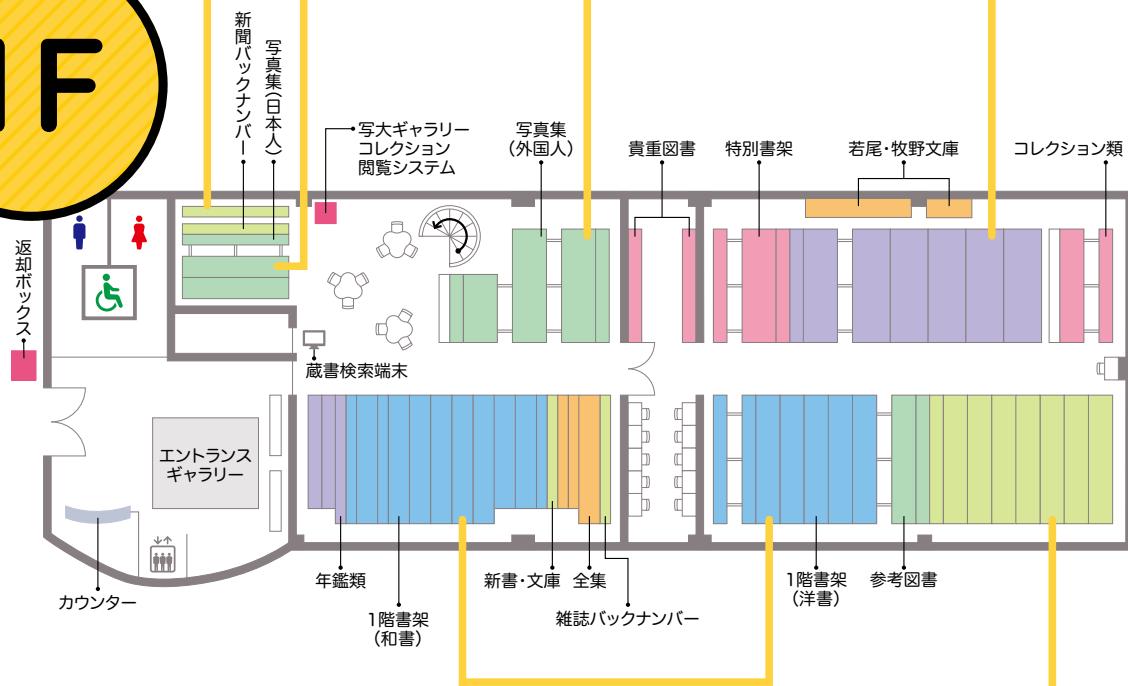 1F
新聞バックナンバー
写真集(日本人)
写大ギャラリー
コレクション
閲覧システム
写真集
(外国人)
貴重図書
特別書架
若尾・牧野文庫
コレクション類
返却ボックス
蔵書検索端末
エントランス
ギャラリー
カウンター
年鑑類
1階書架
(和書)
新書・文庫
全集
雑誌バックナンバー
1階書架
(洋書)
参考図書